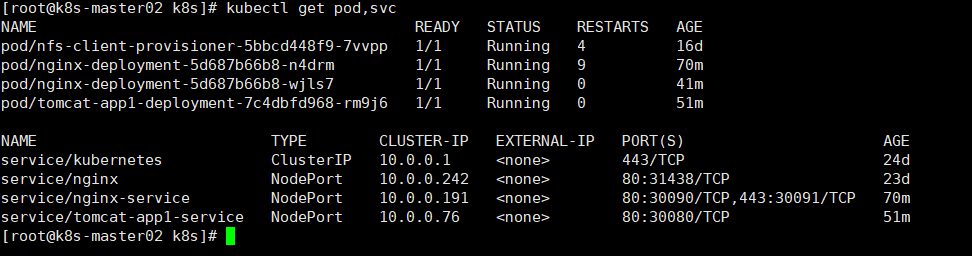 [root@k8s-master02 k8s]# kubectl get pod,svc
NAME READY STATUS RESTARTS AGE
pod/nfs-client-provisioner-5bbcd448f9-7vvpp 1/1 Running 4 16d
pod/nginx-deployment-5d687b66b8-n4drm 1/1 Running 9 70m
pod/nginx-deployment-5d687b66b8-wjls7 1/1 Running 0 41m
pod/tomcat-app1-deployment-7c4dbfd968-rm9j6 1/1 Running 0 51m
NAME TYPE CLUSTER-IP EXTERNAL-IP PORT(S) AGE
service/kubernetes ClusterIP 10.0.0.1 <none> 443/TCP 24d
service/nginx NodePort 10.0.0.242 <none> 80:31438/TCP 23d
service/nginx-service NodePort 10.0.0.191 <none> 80:30090/TCP,443:30091/TCP 70m
service/tomcat-app1-service NodePort 10.0.0.76 <none> 80:30080/TCP 51m
[root@k8s-master02 k8s]#